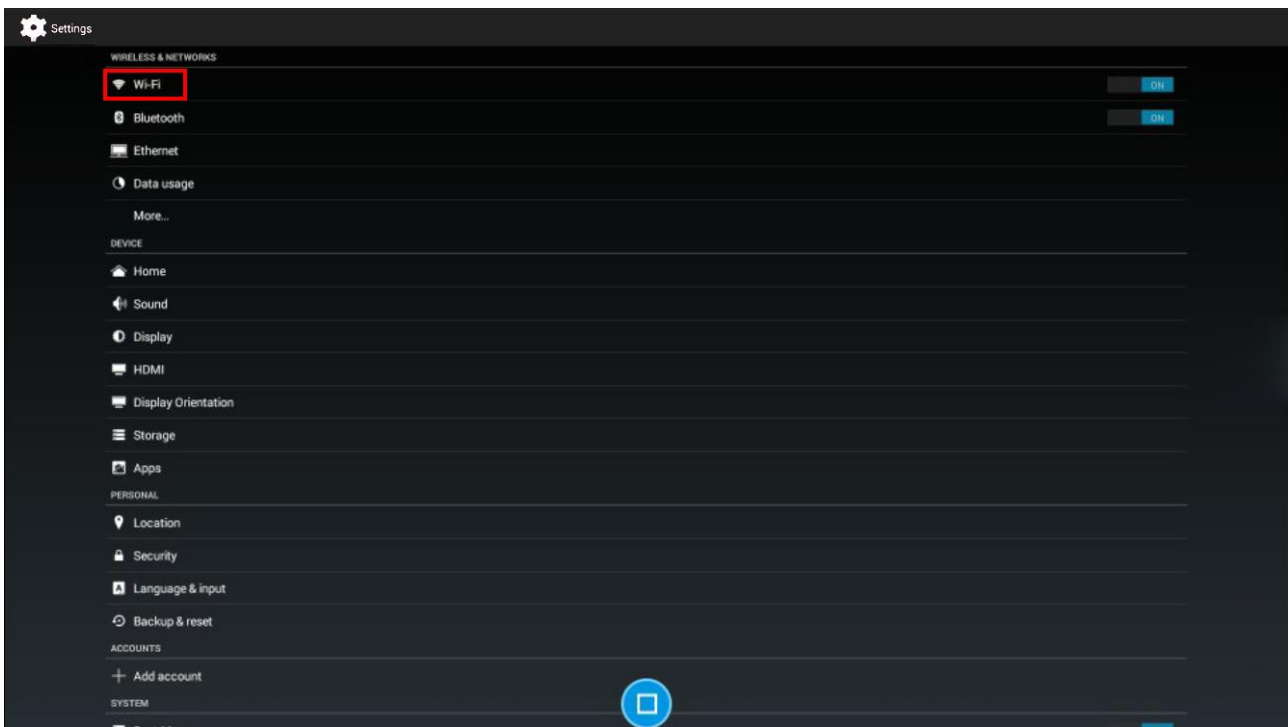 Settings
WIRELESS & NETWORKS
Wi-Fi ON
Bluetooth ON
Ethernet
Data usage
More...
DEVICE
Home
Sound
Display
HDMI
Display Orientation
Storage
Apps
PERSONAL
Location
Security
Language & input
Backup & reset
ACCOUNTS
Add account
SYSTEM